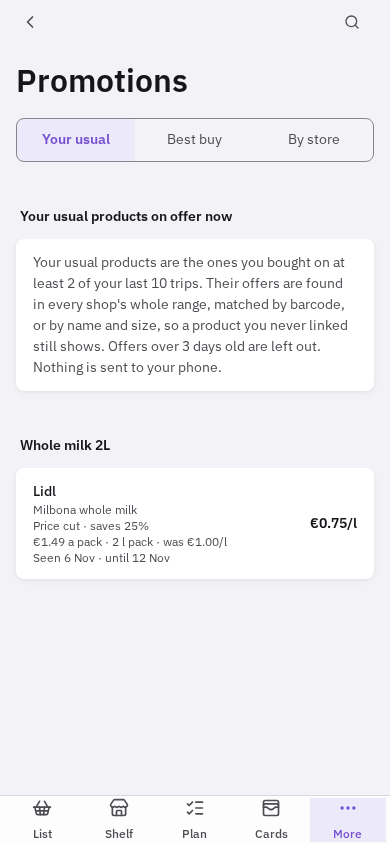 Promotions
Your usual
Best buy
By store
Your usual products on offer now
Your usual products are the ones you bought on at
least 2 of your last 10 trips. Their offers are found
in every shop's whole range, matched by barcode,
or by name and size, so a product you never linked
still shows. Offers over 3 days old are left out.
Nothing is sent to your phone.
Whole milk 2L
Lidl
Milbona whole milk
Price cut · saves 25%
€1.49 a pack · 2 l pack · was €1.00/l
Seen 6 Nov · until 12 Nov
€0.75/l
List
Shelf
Plan
Cards
More